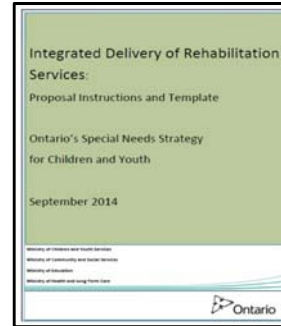 Integrated Delivery of Rehabilitation
Services:
Proposal Instructions and Template
Ontario's Special Needs Strategy
for Children and Youth
September 2014
Ministry of Children and Youth Services
Ministry of Community and Social Services
Ministry of Education
Ministry of Health and Long-Term Care
Ontario